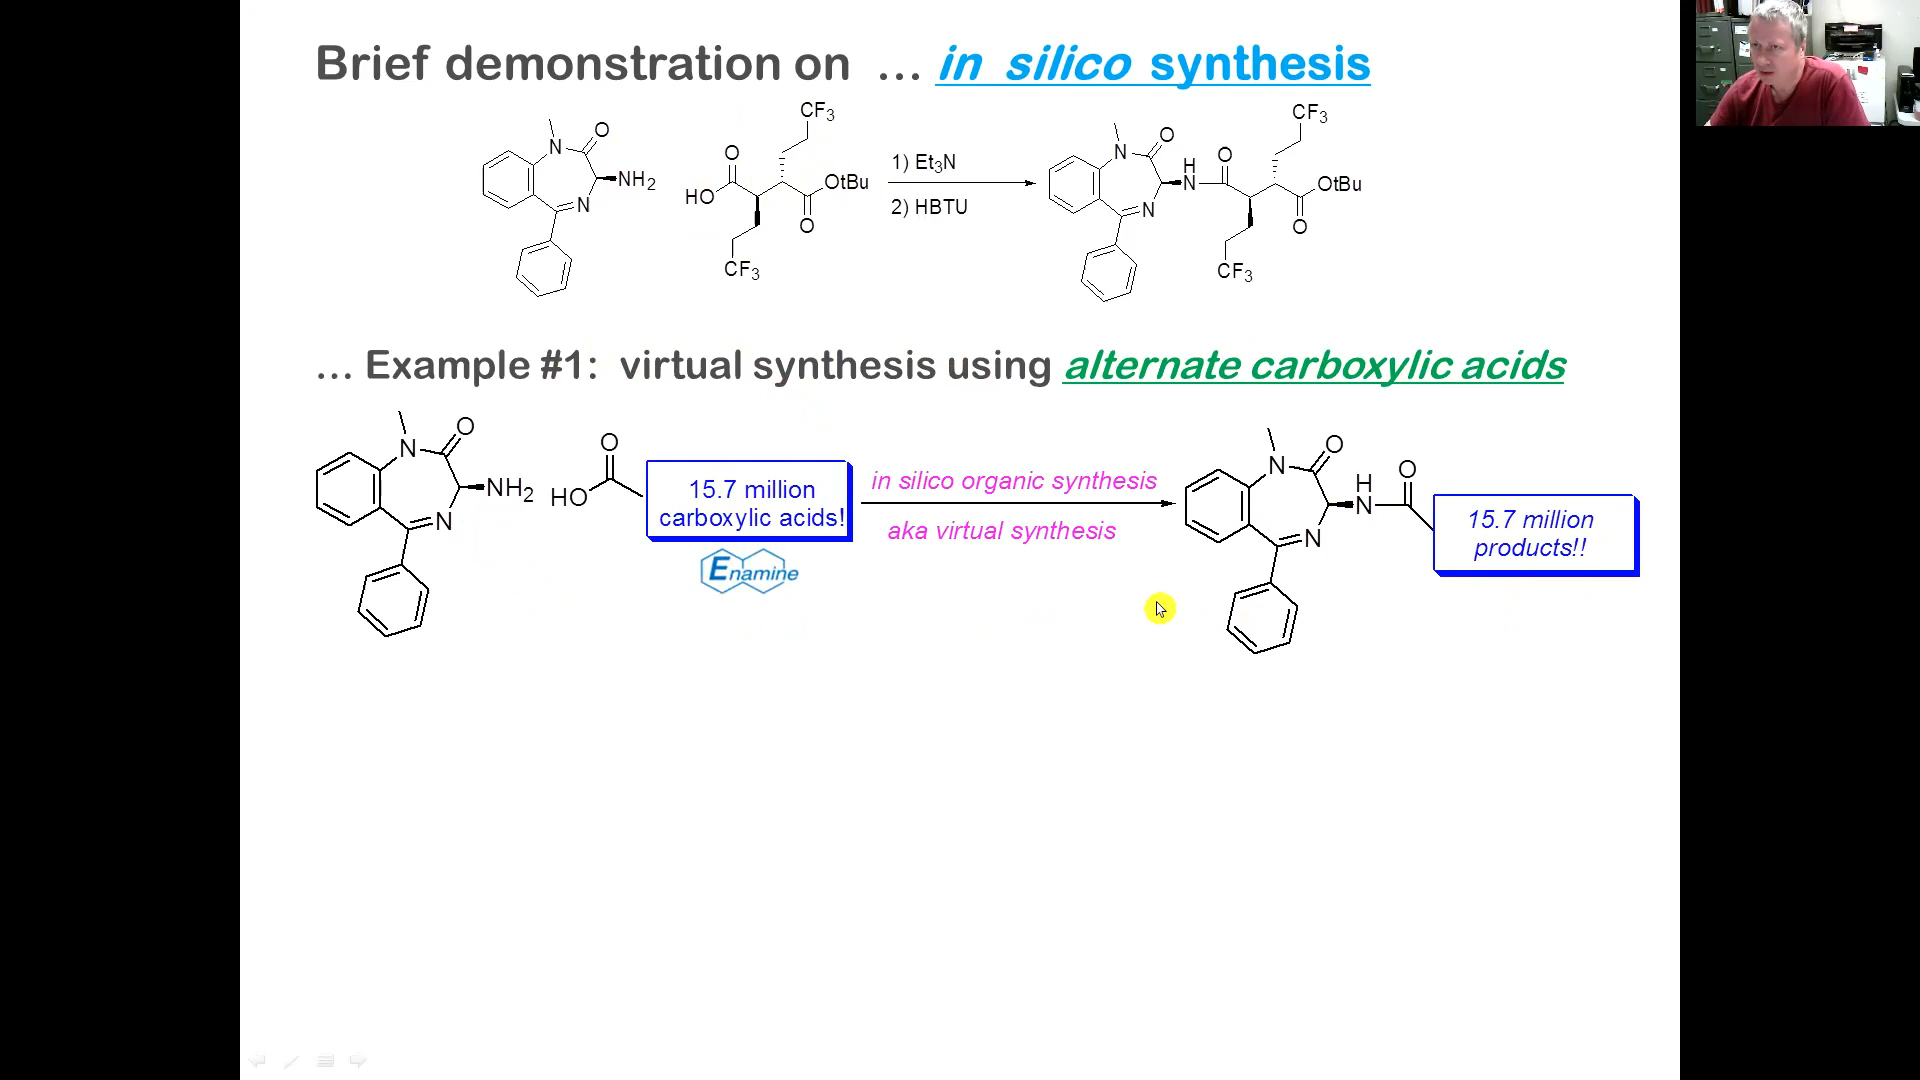 Brief demonstration on … in silico synthesis
N
O
NH2
N
O
HO
CF3
OtBu
O
CF3
1) Et3N
2) HBTU
N
O
H
N
N
O
CF3
OtBu
O
CF3
… Example #1: virtual synthesis using alternate carboxylic acids
N
O
NH2
N
O
HO
15.7 million
carboxylic acids!
Enamine
in silico organic synthesis
aka virtual synthesis
N
O
H
N
N
O
15.7 million
products!!